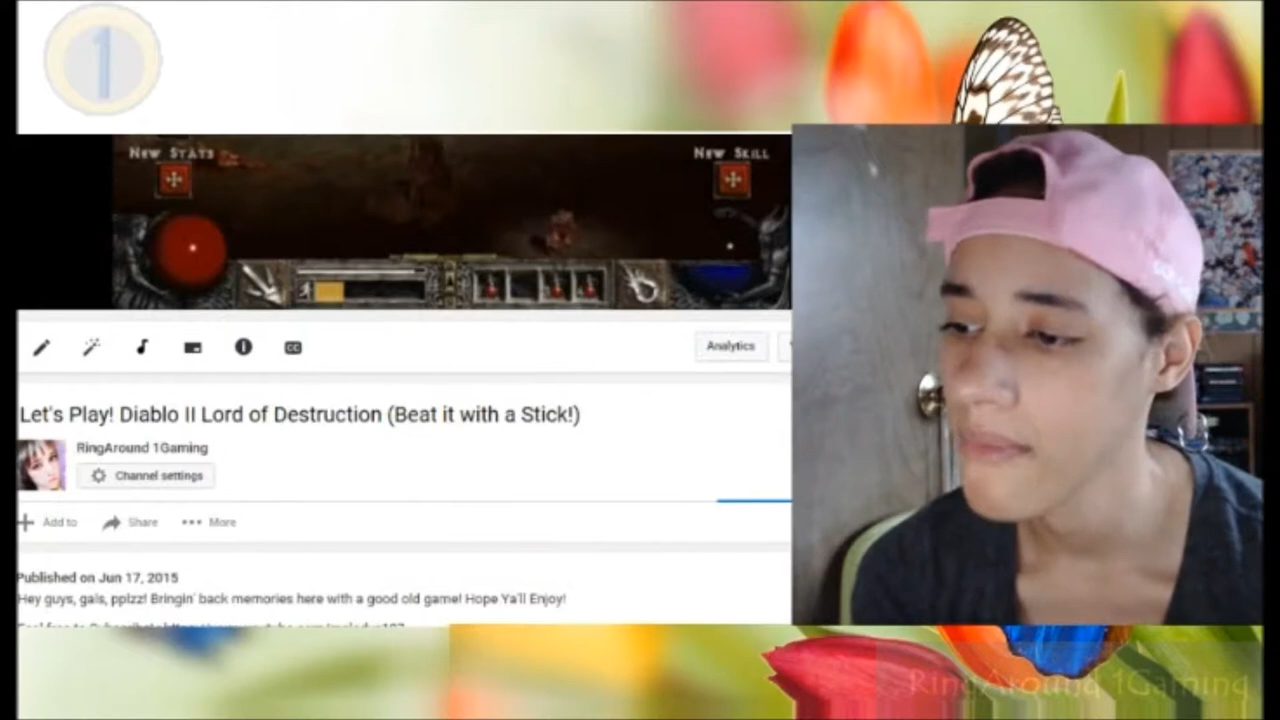 1
NEW STATS
NEW SKILL
CC
Analytics
Let's Play! Diablo II Lord of Destruction (Beat it with a Stick!)
RingAround 1Gaming
Channel settings
Add to
Share
More
Published on Jun 17, 2015
Hey guys, gals, pplzz! Bringin' back memories here with a good old game! Hope Ya'll Enjoy!
RingAround 1Gaming